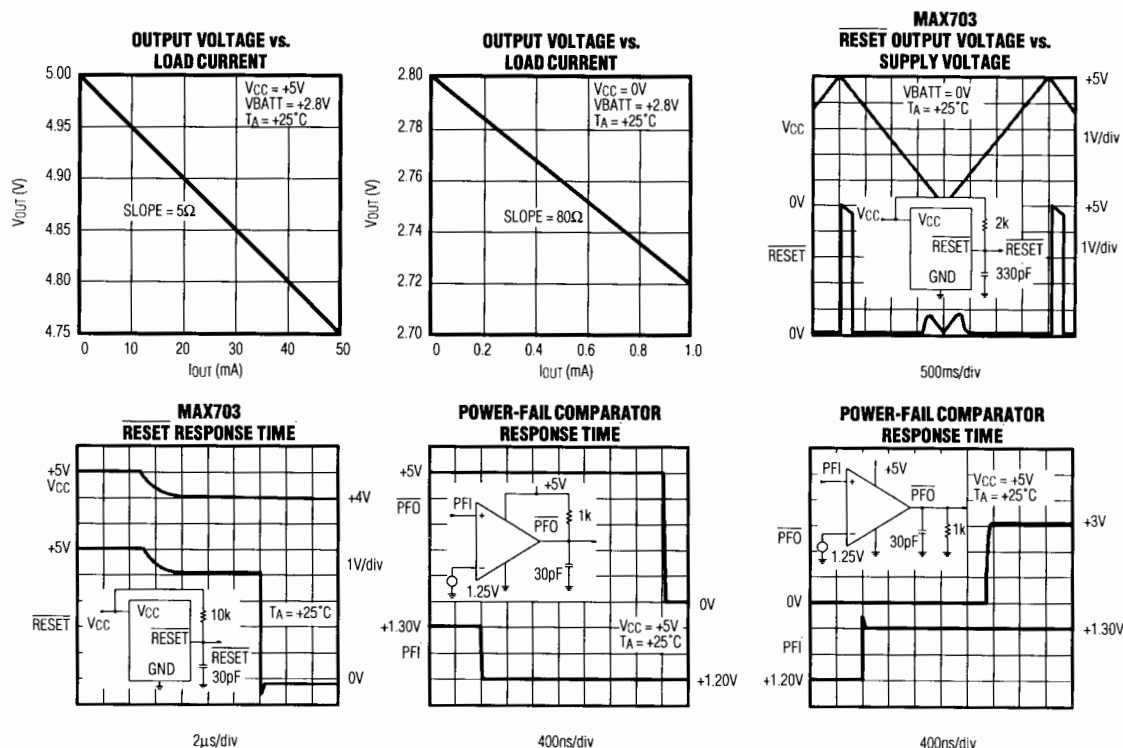 OUTPUT VOLTAGE vs.
LOAD CURRENT
5.00
4.95
4.90
4.85
4.80
4.75
VOUT (V)
VCC = +5V
VBATT = +2.8V
TA = +25°C
SLOPE = 5Ω
0
10
20
30
40
50
IOUT (mA)
OUTPUT VOLTAGE vs.
LOAD CURRENT
2.80
2.78
2.76
2.74
2.72
2.70
VOUT (V)
VCC = 0V
VBATT = +2.8V
TA = +25°C
SLOPE = 80Ω
0
0.2
0.4
0.6
0.8
1.0
IOUT (mA)
MAX703
RESET OUTPUT VOLTAGE vs.
SUPPLY VOLTAGE
VBATT = 0V
TA = +25°C
+5V
VCC
1V/div
0V
+5V
VCC
VCC
2k
RESET
RESET
RESET
1V/div
GND
330pF
0V
500ms/div
MAX703
RESET RESPONSE TIME
+5V
VCC
+4V
+5V
1V/div
TA = +25°C
VCC
VCC
10k
RESET
RESET
RESET
GND
30pF
0V
2µs/div
POWER-FAIL COMPARATOR
RESPONSE TIME
+5V
+5V
PFO
PFI
+
1k
PFO
-
30pF
1.25V
0V
+1.30V
VCC = +5V
TA = +25°C
PFI
+1.20V
400ns/div
POWER-FAIL COMPARATOR
RESPONSE TIME
PFI
+5V
VCC = +5V
TA = +25°C
+
PFO
+3V
PFO
-
30pF
1k
1.25V
0V
+1.30V
PFI
+1.20V
400ns/div